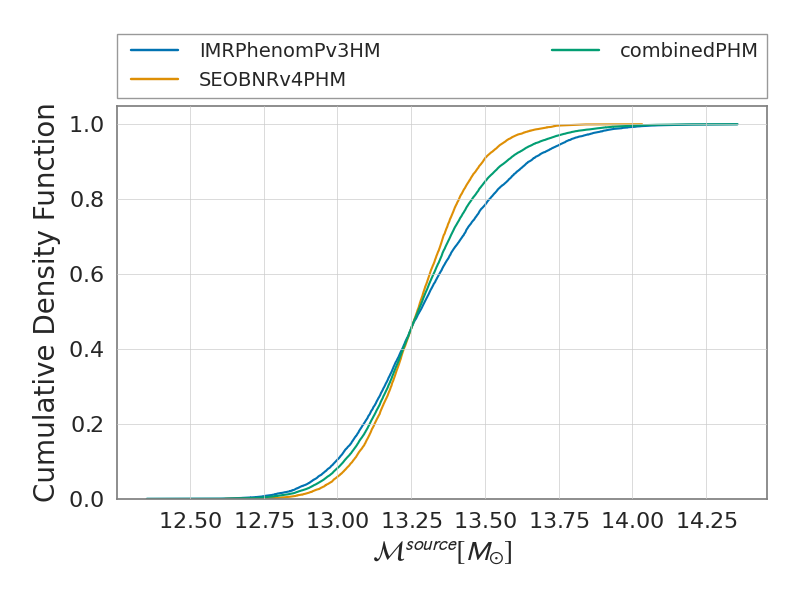 IMRPhenomPv3HM
SEOBNRv4PHM
combinedPHM
Cumulative Density Function
1.0
0.8
0.6
0.4
0.2
0.0
12.50 12.75 13.00 13.25 13.50 13.75 14.00 14.25
ℳ^source[M_⊙]